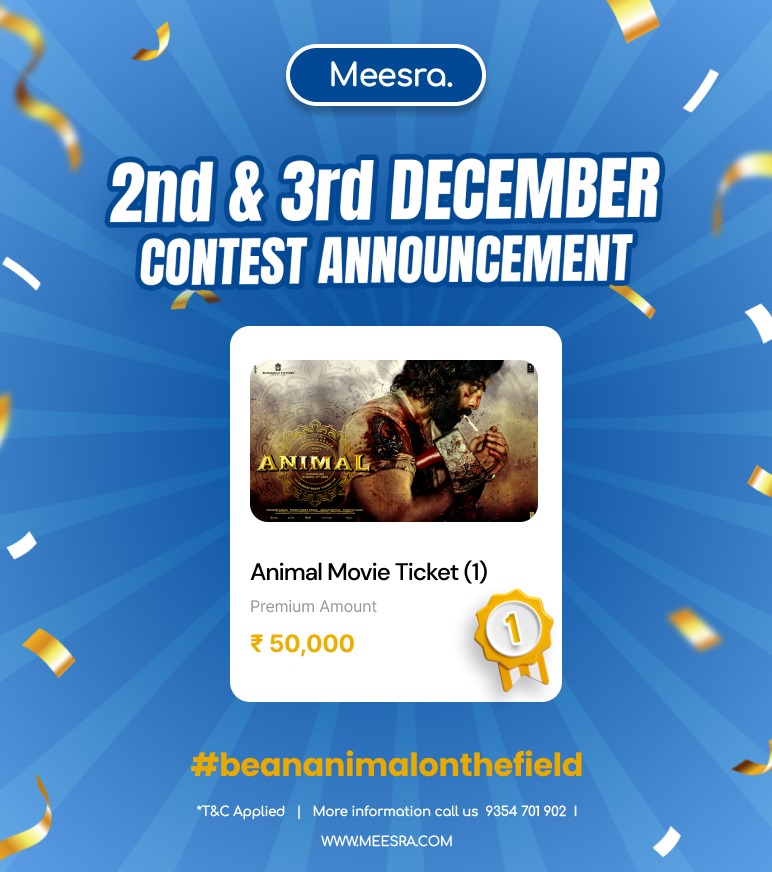 Meesra.
2nd & 3rd DECEMBER
CONTEST ANNOUNCEMENT
ANIMAL
Animal Movie Ticket (1)
Premium Amount
₹ 50,000
1
#beananimalonthefield
*T&C Applied | More information call us 9354 701 902 |
WWW.MEESRA.COM